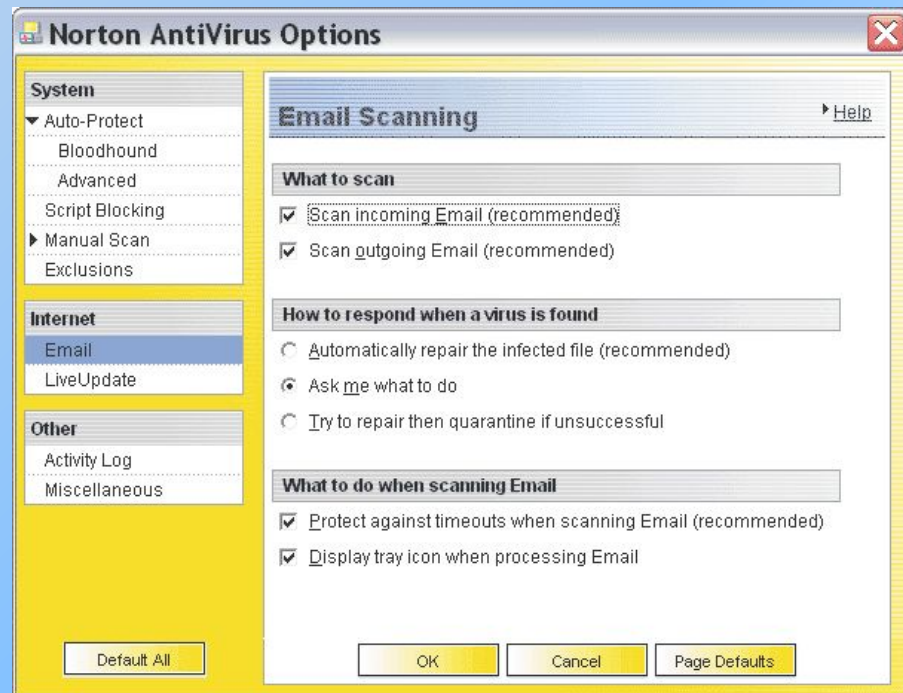 Norton AntiVirus Options
System
Auto-Protect
Bloodhound
Advanced
Script Blocking
Manual Scan
Exclusions
Internet
Email
LiveUpdate
Other
Activity Log
Miscellaneous
Default All
Email Scanning
Help
What to scan
Scan incoming Email (recommended)
Scan outgoing Email (recommended)
How to respond when a virus is found
Automatically repair the infected file (recommended)
Ask me what to do
Try to repair then quarantine if unsuccessful
What to do when scanning Email
Protect against timeouts when scanning Email (recommended)
Display tray icon when processing Email
OK
Cancel
Page Defaults